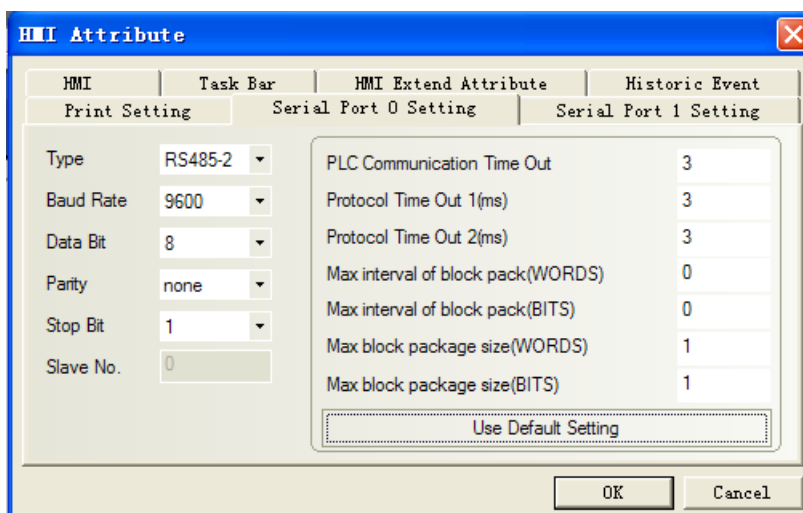 HMI Attribute
HMI Task Bar HMI Extend Attribute Historic Event
Print Setting Serial Port 0 Setting Serial Port 1 Setting
Type RS485-2
Baud Rate 9600
Data Bit 8
Parity none
Stop Bit 1
Slave No. 0
PLC Communication Time Out 3
Protocol Time Out 1(ms) 3
Protocol Time Out 2(ms) 3
Max interval of block pack(WORDS) 0
Max interval of block pack(BITS) 0
Max block package size(WORDS) 1
Max block package size(BITS) 1
Use Default Setting
OK Cancel